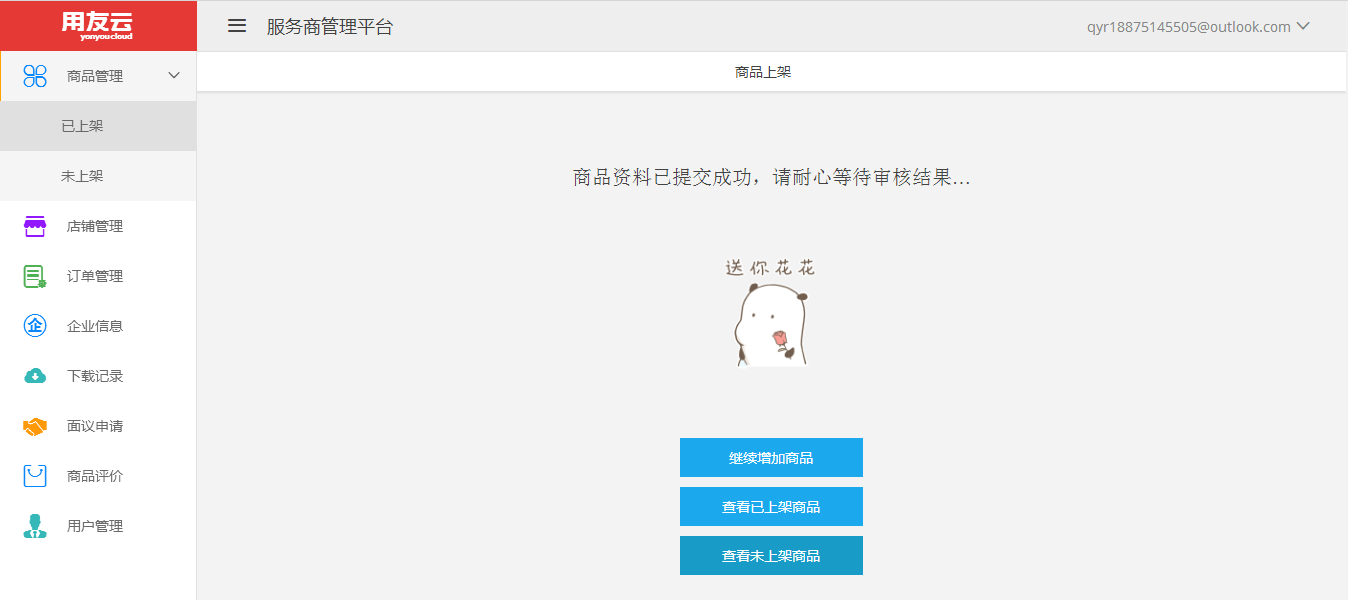 用友云
yonyoucloud
服务商管理平台
qyr18875145505@outlook.com
商品管理
已上架
未上架
店铺管理
订单管理
企
企业信息
下载记录
面议申请
商品评价
用户管理
商品上架
商品资料已提交成功，请耐心等待审核结果...
送你花花
继续增加商品
查看已上架商品
查看未上架商品